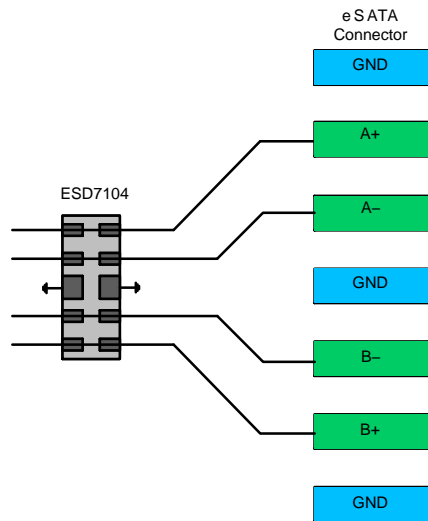 eSATA
Connector
GND
A+
ESD7104
A–
GND
B–
B+
GND